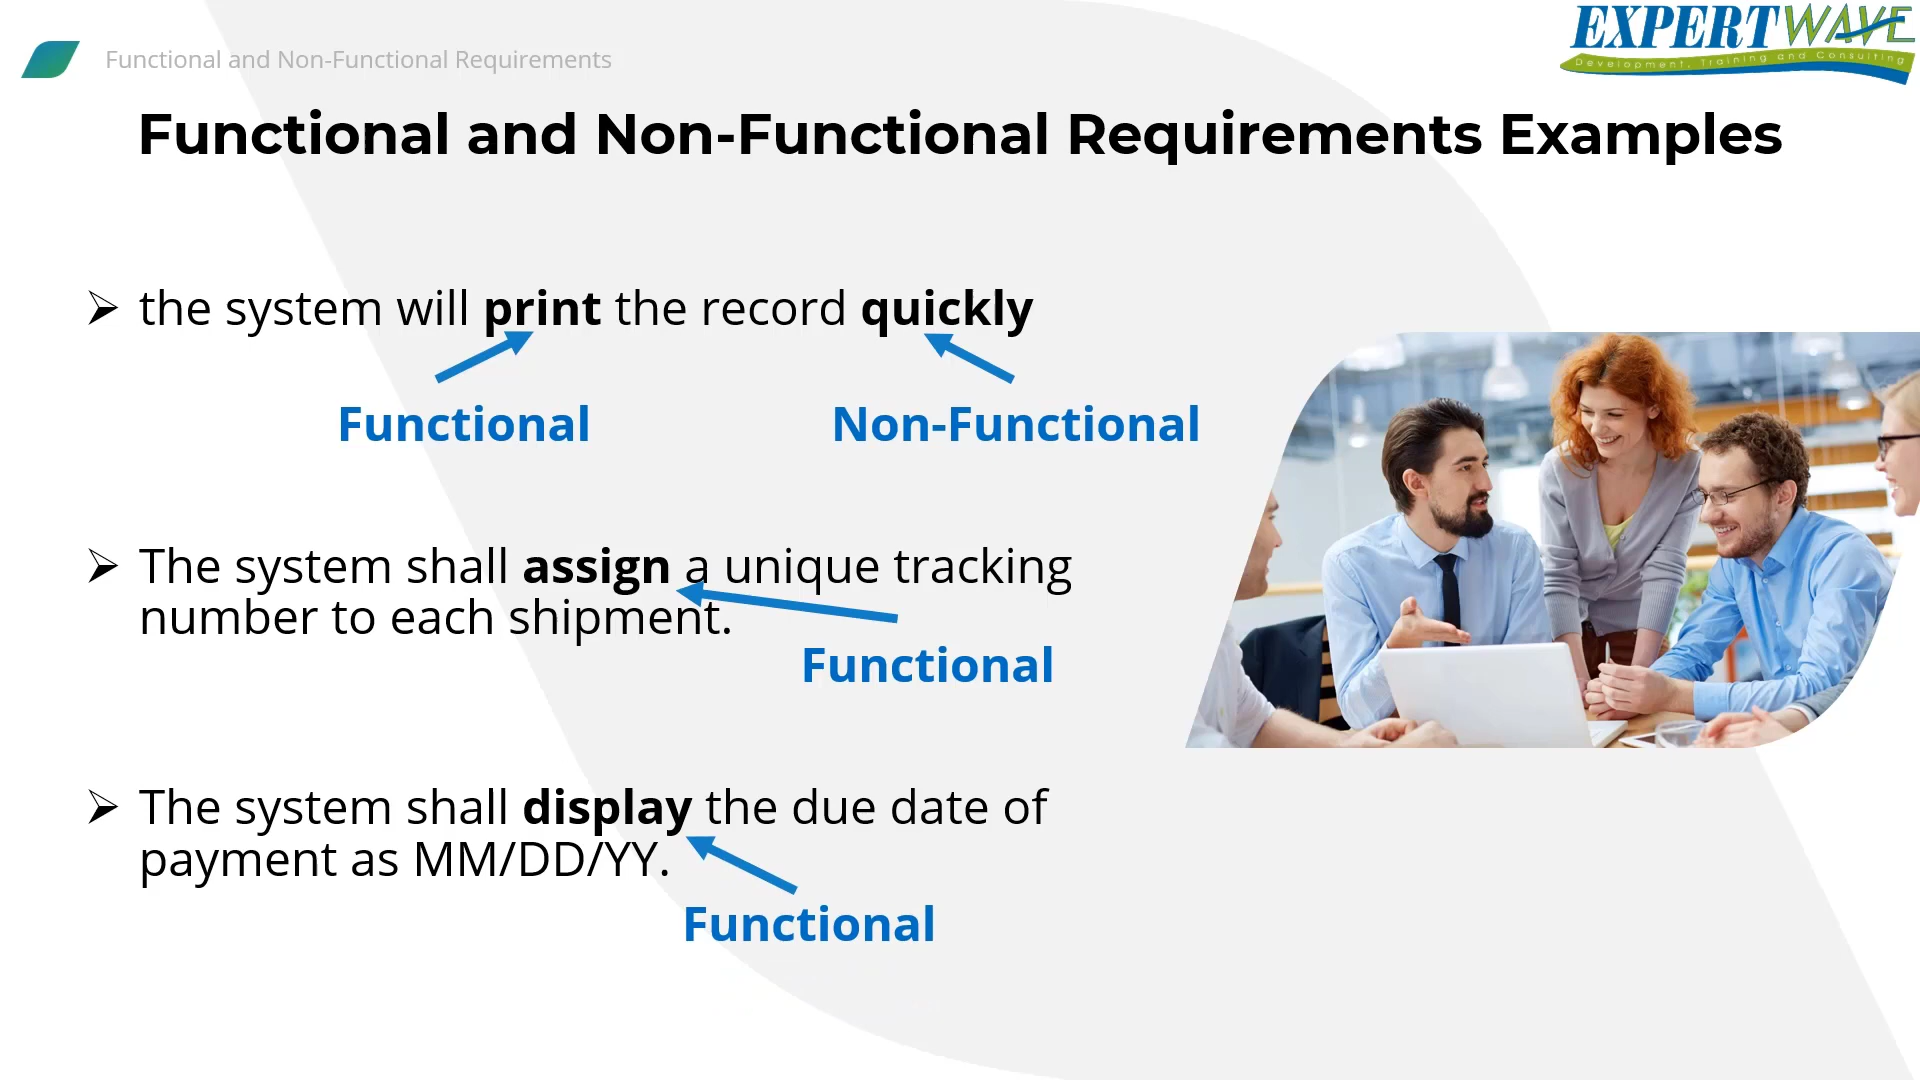 EXPERTWAVE
Development, Training and Consulting
Functional and Non-Functional Requirements
Functional and Non-Functional Requirements Examples
the system will print the record quickly
Functional
Non-Functional
The system shall assign a unique tracking
number to each shipment.
Functional
The system shall display the due date of
payment as MM/DD/YY.
Functional